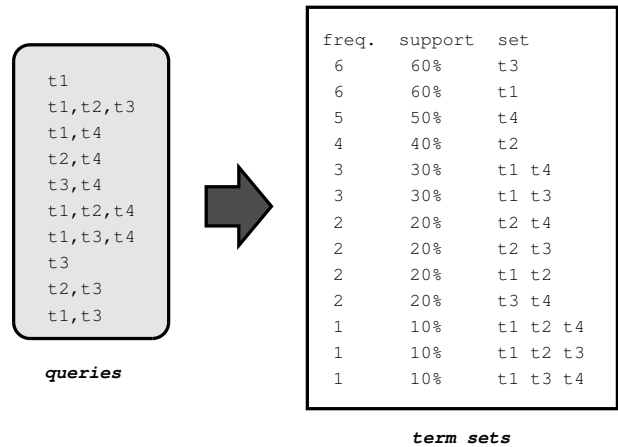 t1
t1,t2,t3
t1,t4
t2,t4
t3,t4
t1,t2,t4
t1,t3,t4
t3
t2,t3
t1,t3
queries
freq. support set
6 60% t3
6 60% t1
5 50% t4
4 40% t2
3 30% t1 t4
3 30% t1 t3
2 20% t2 t4
2 20% t2 t3
2 20% t1 t2
2 20% t3 t4
1 10% t1 t2 t4
1 10% t1 t2 t3
1 10% t1 t3 t4
term sets